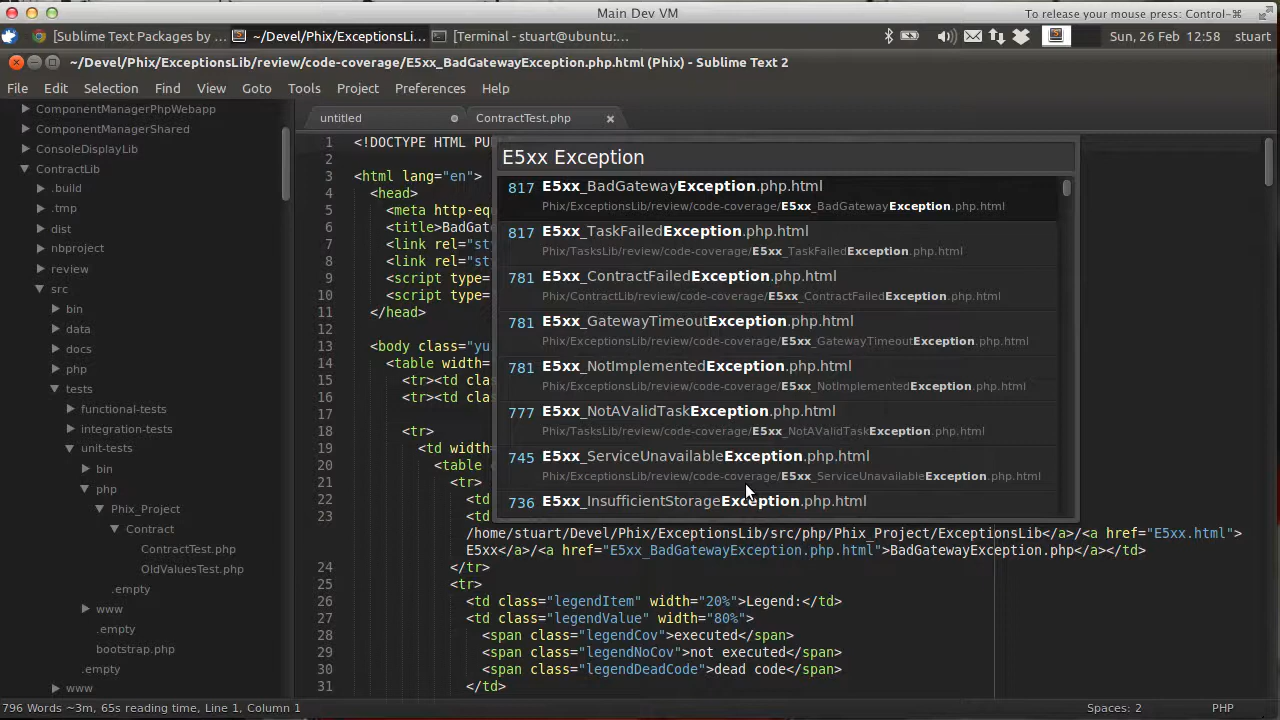 Main Dev VM
To release your mouse press: Control-⌘
[Sublime Text Packages by ...
~/Devel/Phix/ExceptionsLi...
[Terminal - stuart@ubuntu:...
Sun, 26 Feb 12:58 stuart
~/Devel/Phix/ExceptionsLib/review/code-coverage/E5xx_BadGatewayException.php.html (Phix) - Sublime Text 2
File Edit Selection Find View Goto Tools Project Preferences Help
ComponentManagerPhpWebapp
ComponentManagerShared
ConsoleDisplayLib
ContractLib
.build
.tmp
dist
nbproject
review
src
bin
data
docs
php
tests
functional-tests
integration-tests
unit-tests
bin
php
Phix_Project
Contract
ContractTest.php
OldValuesTest.php
.empty
www
.empty
bootstrap.php
.empty
www
untitled
ContractTest.php
E5xx Exception
817 E5xx_BadGatewayException.php.html
Phix/ExceptionsLib/review/code-coverage/E5xx_BadGatewayException.php.html
817 E5xx_TaskFailedException.php.html
Phix/TasksLib/review/code-coverage/E5xx_TaskFailedException.php.html
781 E5xx_ContractFailedException.php.html
Phix/ContractLib/review/code-coverage/E5xx_ContractFailedException.php.html
781 E5xx_GatewayTimeoutException.php.html
Phix/ExceptionsLib/review/code-coverage/E5xx_GatewayTimeoutException.php.html
781 E5xx_NotImplementedException.php.html
Phix/ExceptionsLib/review/code-coverage/E5xx_NotImplementedException.php.html
777 E5xx_NotAValidTaskException.php.html
Phix/TasksLib/review/code-coverage/E5xx_NotAValidTaskException.php.html
745 E5xx_ServiceUnavailableException.php.html
Phix/ExceptionsLib/review/code-coverage/E5xx_ServiceUnavailableException.php.html
736 E5xx_InsufficientStorageException.php.html
1 <!DOCTYPE HTML PU
2
3 <html lang="en">
4 <head>
5 <meta http-equ
6 <title>BadGat
7 <link rel="st
8 <link rel="st
9 <script type=
10 <script type=
11 </head>
12
13 <body class="yu
14 <table width=
15 <tr><td cla
16 <tr><td cla
17
18 <tr>
19 <td width
20 <table
21 <tr>
22 <td
23 <td
/home/stuart/Devel/Phix/ExceptionsLib/src/php/Phix_Project/ExceptionsLib</a>/<a href="E5xx.html">
E5xx</a>/<a href="E5xx_BadGatewayException.php.html">BadGatewayException.php</a></td>
24 </tr>
25 <tr>
26 <td class="legendItem" width="20%">Legend:</td>
27 <td class="legendValue" width="80%">
28 <span class="legendCov">executed</span>
29 <span class="legendNoCov">not executed</span>
30 <span class="legendDeadCode">dead code</span>
31 </td>
796 Words ~3m, 65s reading time, Line 1, Column 1
Spaces: 2
PHP